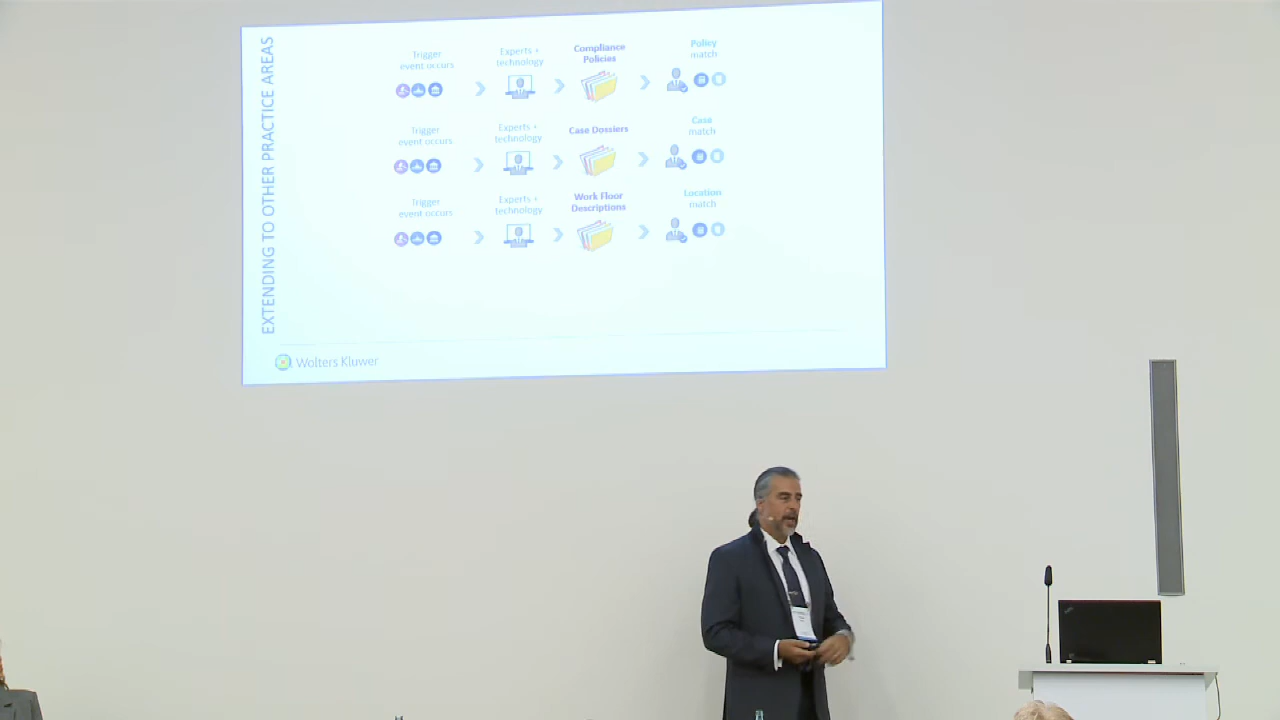 EXTENDING TO OTHER PRACTICE AREAS
Trigger
event occurs
Experts +
technology
Compliance
Policies
Policy
match
Trigger
event occurs
Experts +
technology
Case Dossiers
Case
match
Trigger
event occurs
Experts +
technology
Work Floor
Descriptions
Location
match
Wolters Kluwer